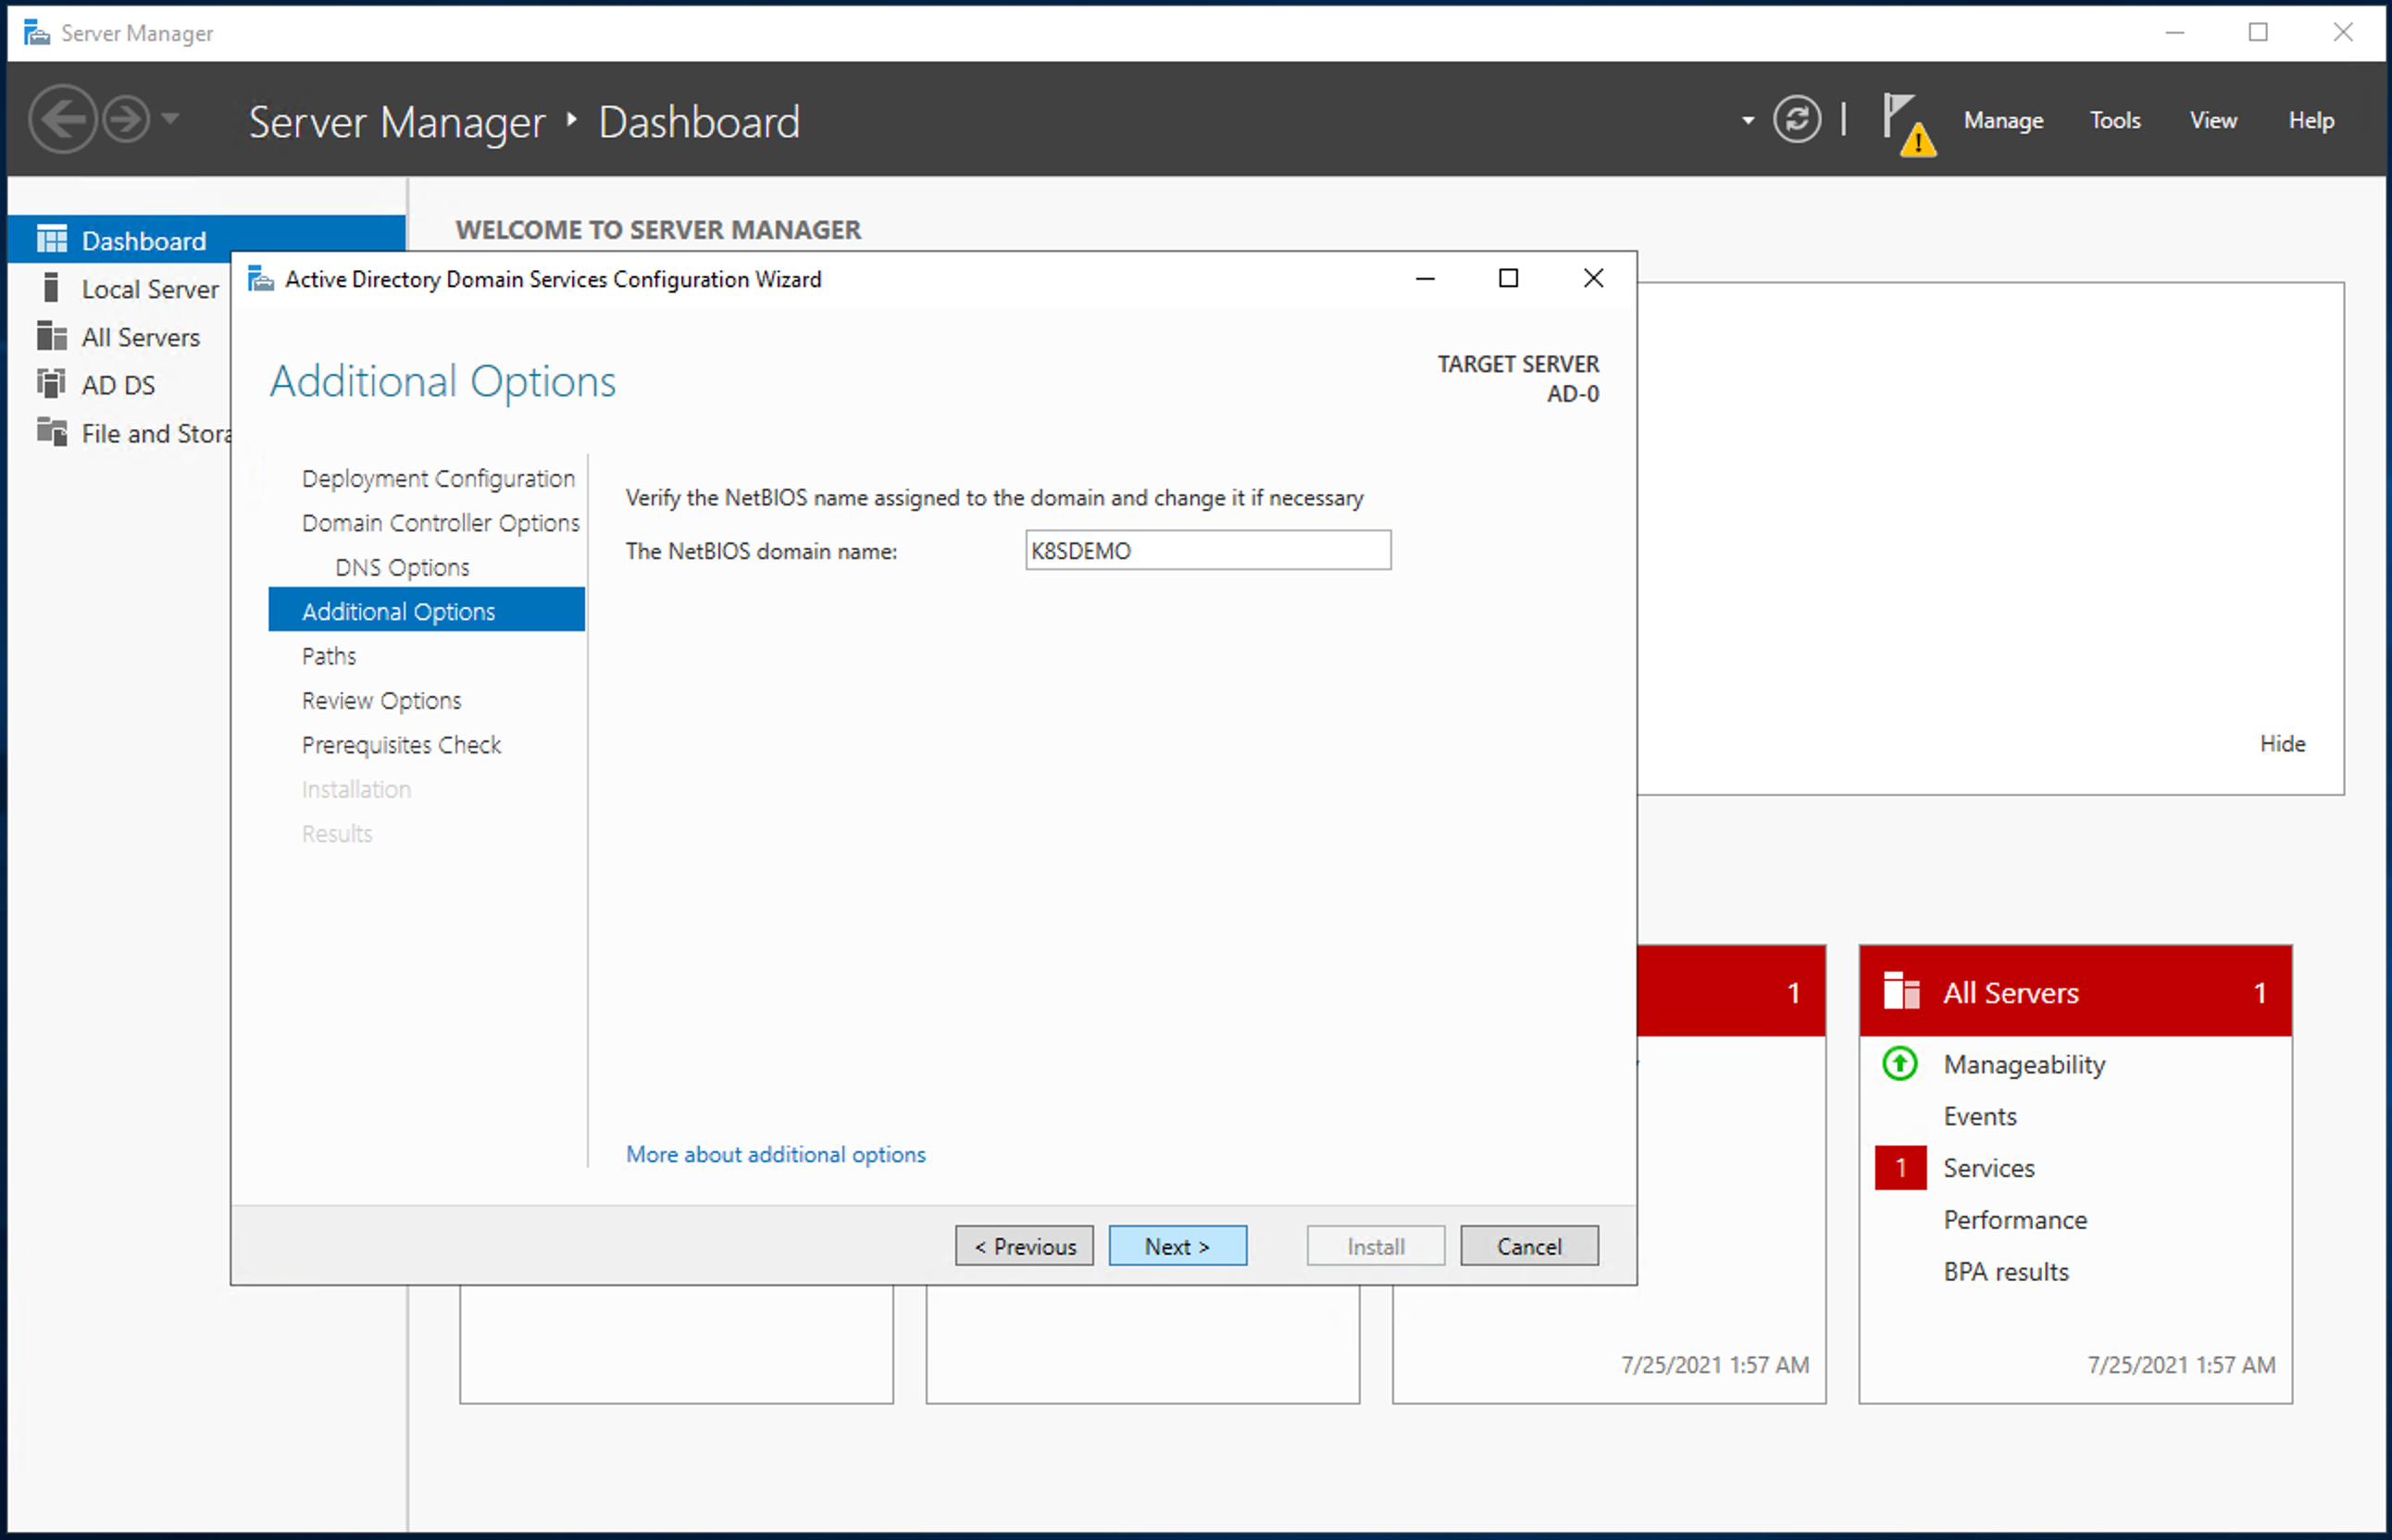 Server Manager
Server Manager ‣ Dashboard
Manage Tools View Help
Dashboard
Local Server
All Servers
AD DS
File and Stora
WELCOME TO SERVER MANAGER
Active Directory Domain Services Configuration Wizard
Additional Options
TARGET SERVER
AD-0
Deployment Configuration
Domain Controller Options
DNS Options
Additional Options
Paths
Review Options
Prerequisites Check
Installation
Results
Verify the NetBIOS name assigned to the domain and change it if necessary
The NetBIOS domain name: K8SDEMO
More about additional options
< Previous Next > Install Cancel
Hide
1
7/25/2021 1:57 AM
All Servers 1
Manageability
Events
1 Services
Performance
BPA results
7/25/2021 1:57 AM